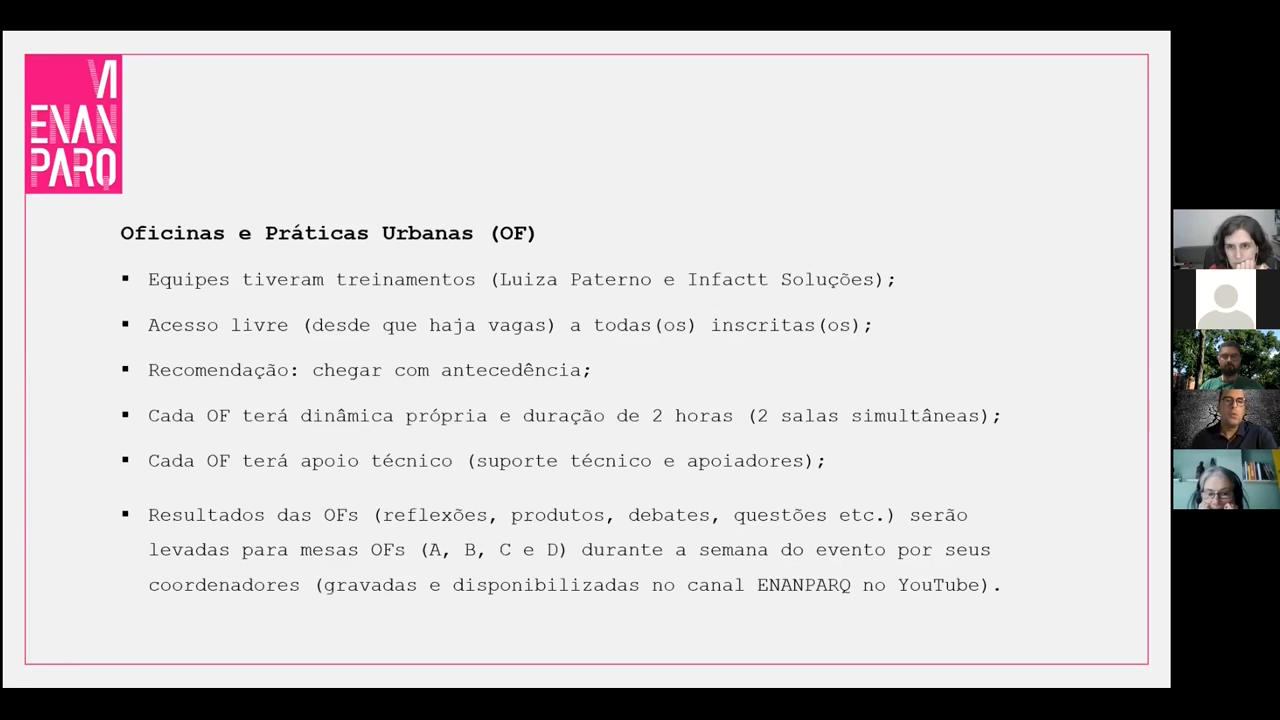 VI
ENAN
PARQ
Oficinas e Práticas Urbanas (OF)
▪ Equipes tiveram treinamentos (Luiza Paterno e Infactt Soluções);
▪ Acesso livre (desde que haja vagas) a todas(os) inscritas(os);
▪ Recomendação: chegar com antecedência;
▪ Cada OF terá dinâmica própria e duração de 2 horas (2 salas simultâneas);
▪ Cada OF terá apoio técnico (suporte técnico e apoiadores);
▪ Resultados das OFs (reflexões, produtos, debates, questões etc.) serão
levadas para mesas OFs (A, B, C e D) durante a semana do evento por seus
coordenadores (gravadas e disponibilizadas no canal ENANPARQ no YouTube).